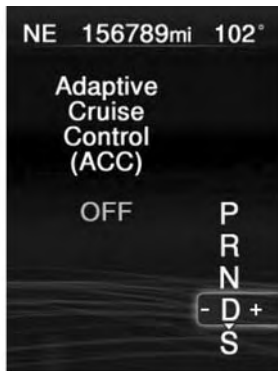 NE 156789mi 102°
Adaptive
Cruise
Control
(ACC)
OFF
P
R
N
- D +
S